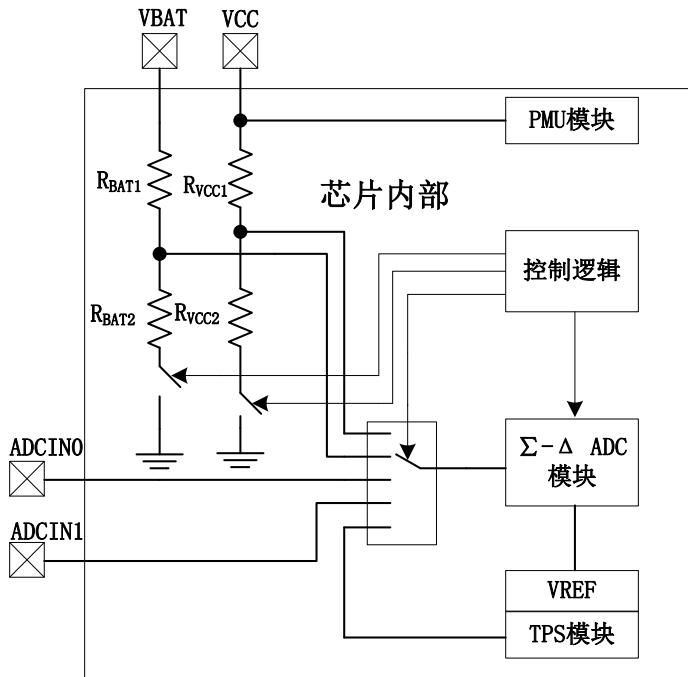 VBAT
VCC
PMU模块
RBAT1
RVCC1
芯片内部
控制逻辑
RBAT2
RVCC2
ADCIN0
Σ-Δ ADC
模块
ADCIN1
VREF
TPS模块